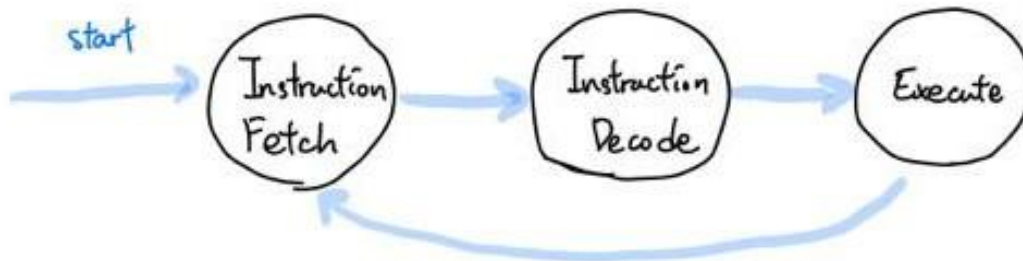 start
Instruction
Fetch
Instruction
Decode
Execute